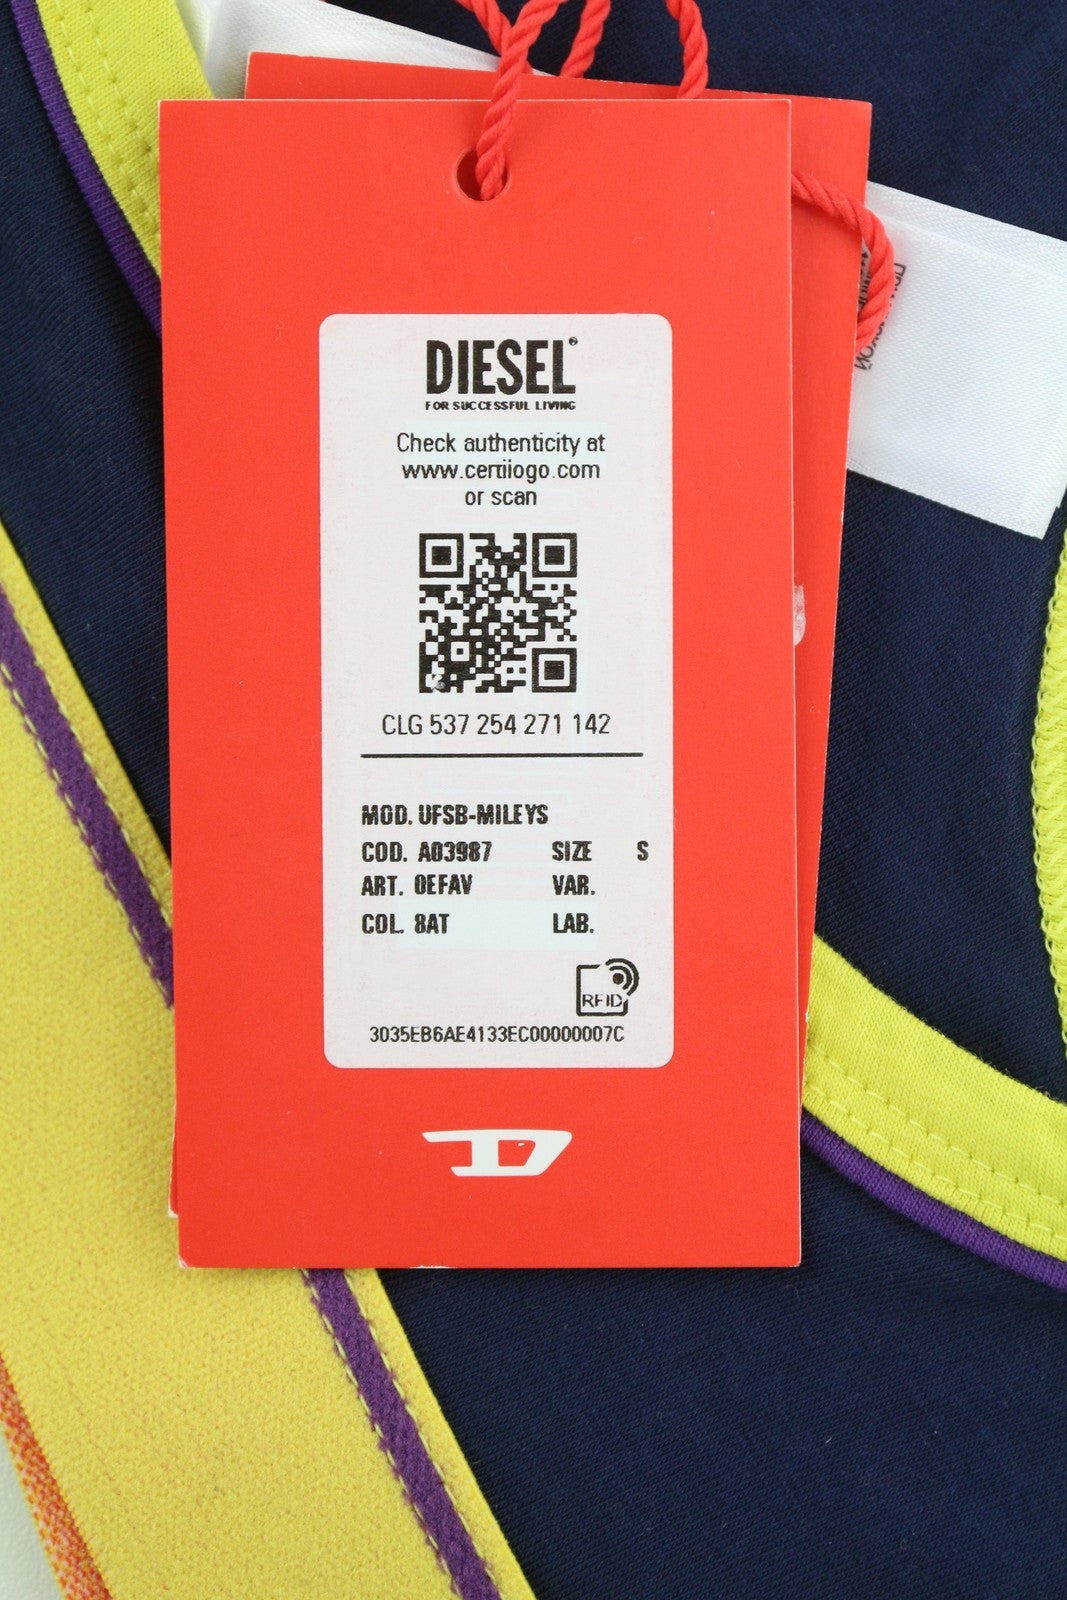 DIESEL®
FOR SUCCESSFUL LIVING
Check authenticity at
www.certilogo.com
or scan
CLG 537 254 271 142
MOD. UFSB-MILEYS
COD. A03987 SIZE S
ART. 0EFAV VAR.
COL. 8AT LAB.
RFID
3035EB6AE4133EC00000007C
D